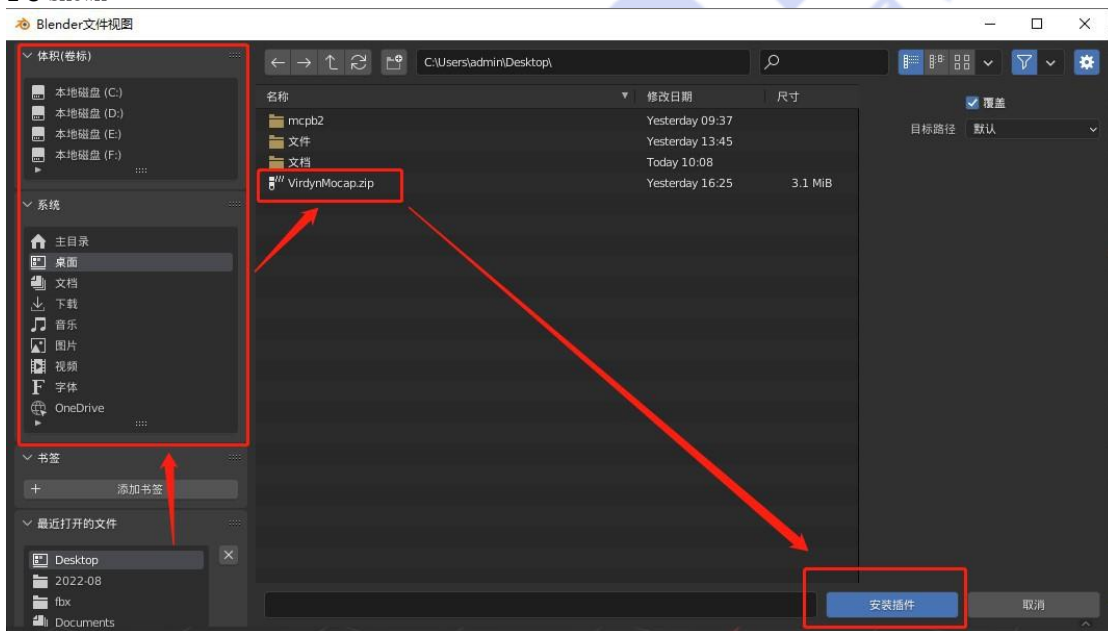 Blender文件视图
体积(卷标)
本地磁盘 (C:)
本地磁盘 (D:)
本地磁盘 (E:)
本地磁盘 (F:)
系统
主目录
桌面
文档
下载
音乐
图片
视频
字体
OneDrive
书签
添加书签
最近打开的文件
Desktop
2022-08
fbx
Documents
C:\Users\admin\Desktop\
名称 修改日期 尺寸
mcpb2 Yesterday 09:37
文件 Yesterday 13:45
文档 Today 10:08
VirdynMocap.zip Yesterday 16:25 3.1 MiB
覆盖
目标路径 默认
安装插件 取消